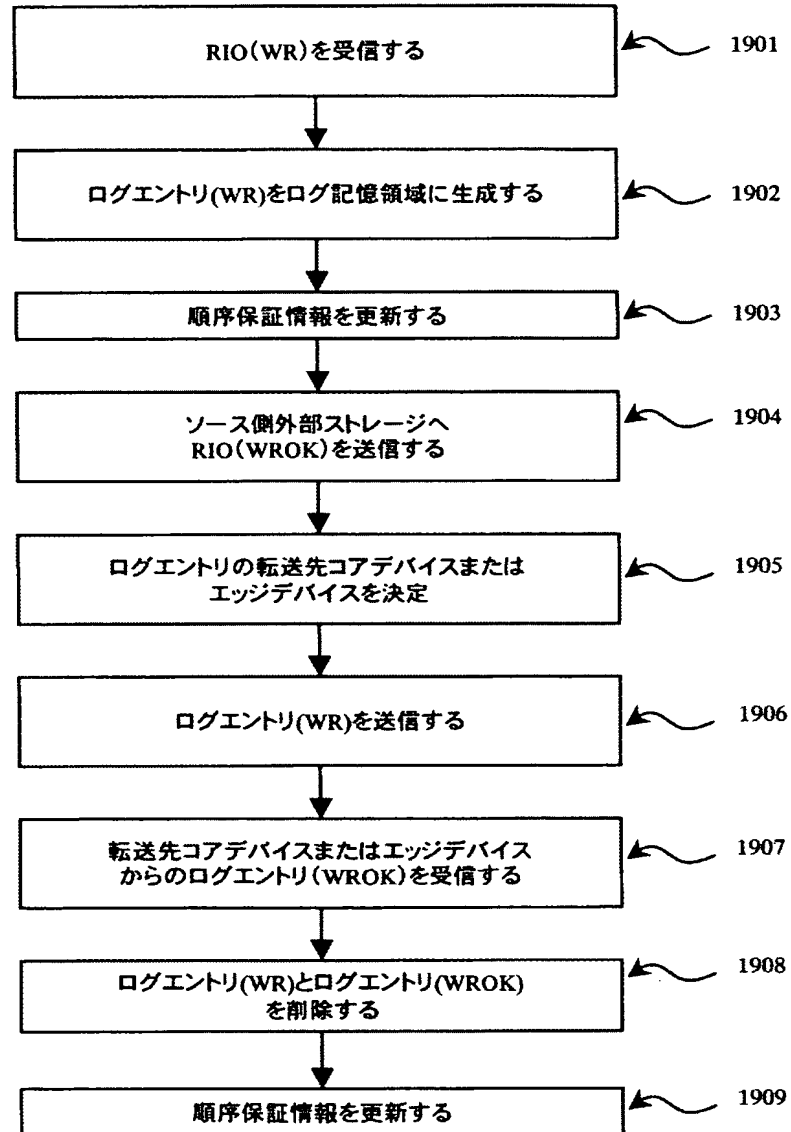 RIO(WR)を受信する
1901
ログエントリ(WR)をログ記憶領域に生成する
1902
順序保証情報を更新する
1903
ソース側外部ストレージへ
RIO(WROK)を送信する
1904
ログエントリの転送先コアデバイスまたは
エッジデバイスを決定
1905
ログエントリ(WR)を送信する
1906
転送先コアデバイスまたはエッジデバイス
からのログエントリ(WROK)を受信する
1907
ログエントリ(WR)とログエントリ(WROK)
を削除する
1908
順序保証情報を更新する
1909